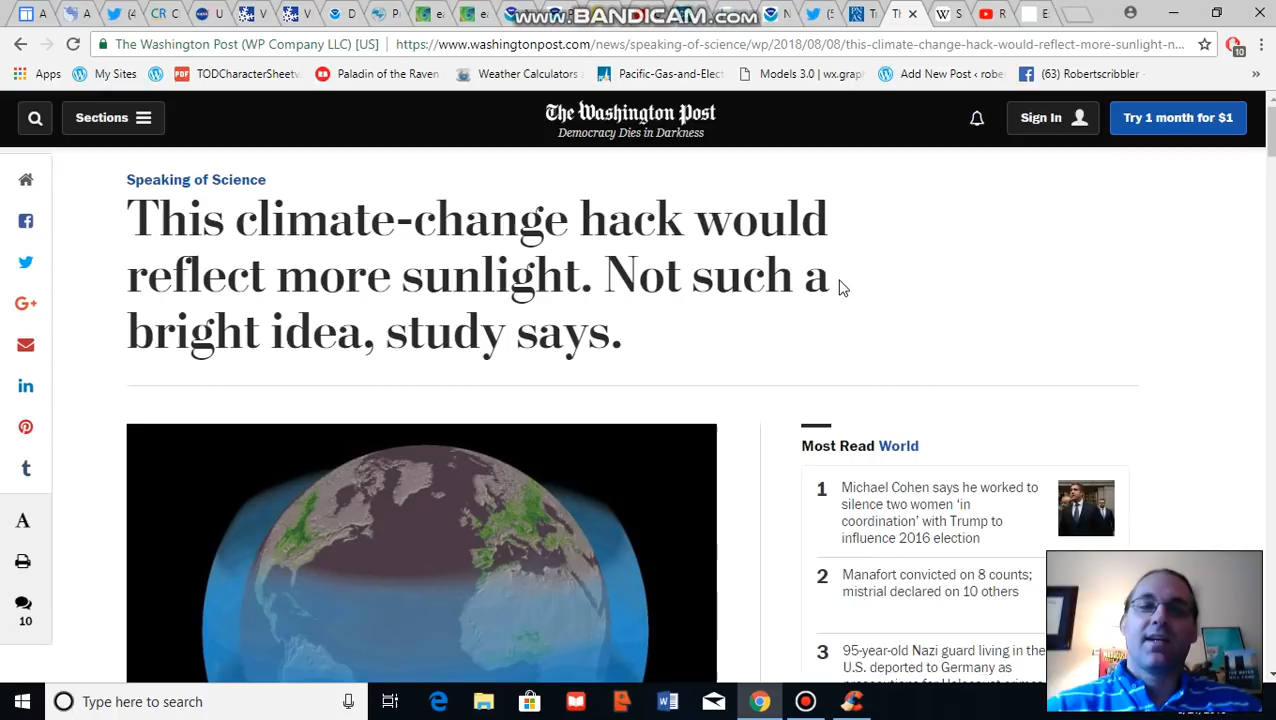 www.BANDICAM.com
The Washington Post (WP Company LLC) [US]
https://www.washingtonpost.com/news/speaking-of-science/wp/2018/08/08/this-climate-change-hack-would-reflect-more-sunlight-n...
10
Apps
My Sites
TODCharacterSheetv
Paladin of the Raven
Weather Calculators
Pacific-Gas-and-Elec
Models 3.0 | wx.graph
Add New Post ‹ rober
(63) Robertscribbler
»
Sections
The Washington Post
Democracy Dies in Darkness
Sign In
Try 1 month for $1
Speaking of Science
This climate-change hack would
reflect more sunlight. Not such a
bright idea, study says.
A
10
Most Read World
1
Michael Cohen says he worked to
silence two women ‘in
coordination’ with Trump to
influence 2016 election
2
Manafort convicted on 8 counts;
mistrial declared on 10 others
3
95-year-old Nazi guard living in the
U.S. deported to Germany as
Type here to search